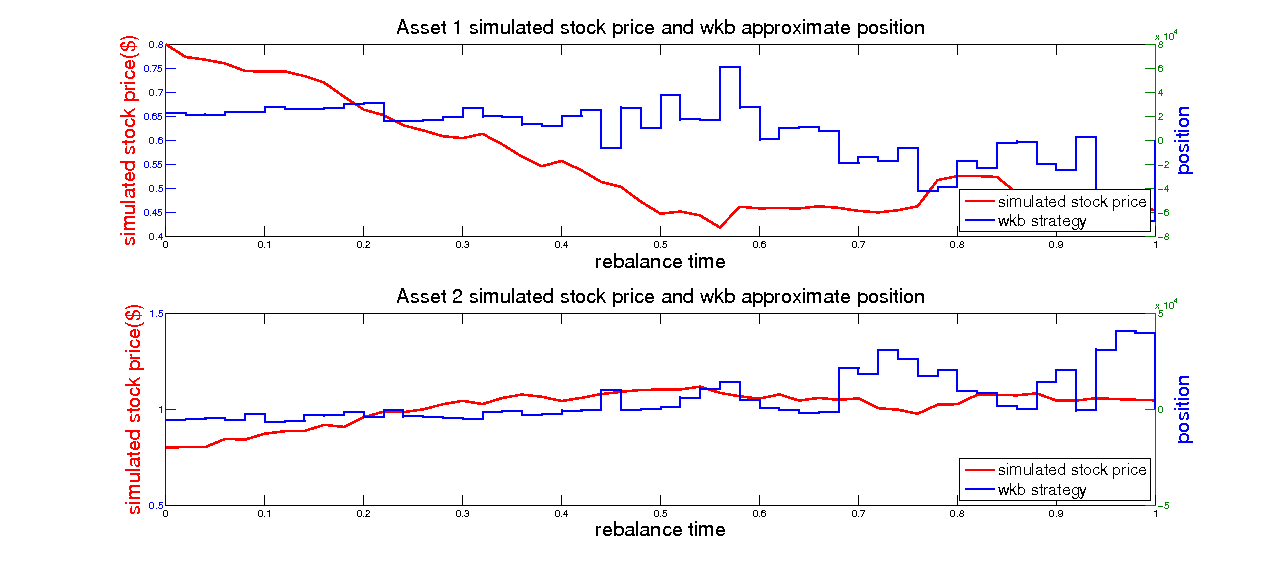 Asset 1 simulated stock price and wkb approximate position
simulated stock price($)
0.8
0.75
0.7
0.65
0.6
0.55
0.5
0.45
0.4
x 10^4
8
6
4
2
0
−2
−4
−6
−8
position
simulated stock price
wkb strategy
0 0.1 0.2 0.3 0.4 0.5 0.6 0.7 0.8 0.9 1
rebalance time
Asset 2 simulated stock price and wkb approximate position
simulated stock price($)
1.5
1
0.5
x 10^4
5
0
−5
position
simulated stock price
wkb strategy
0 0.1 0.2 0.3 0.4 0.5 0.6 0.7 0.8 0.9 1
rebalance time